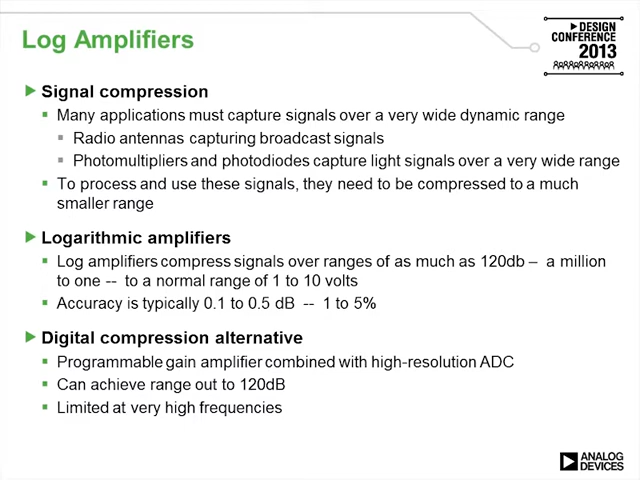 Log Amplifiers
DESIGN
CONFERENCE
2013
Signal compression
Many applications must capture signals over a very wide dynamic range
Radio antennas capturing broadcast signals
Photomultipliers and photodiodes capture light signals over a very wide range
To process and use these signals, they need to be compressed to a much
smaller range
Logarithmic amplifiers
Log amplifiers compress signals over ranges of as much as 120db – a million
to one -- to a normal range of 1 to 10 volts
Accuracy is typically 0.1 to 0.5 dB -- 1 to 5%
Digital compression alternative
Programmable gain amplifier combined with high-resolution ADC
Can achieve range out to 120dB
Limited at very high frequencies
ANALOG
DEVICES